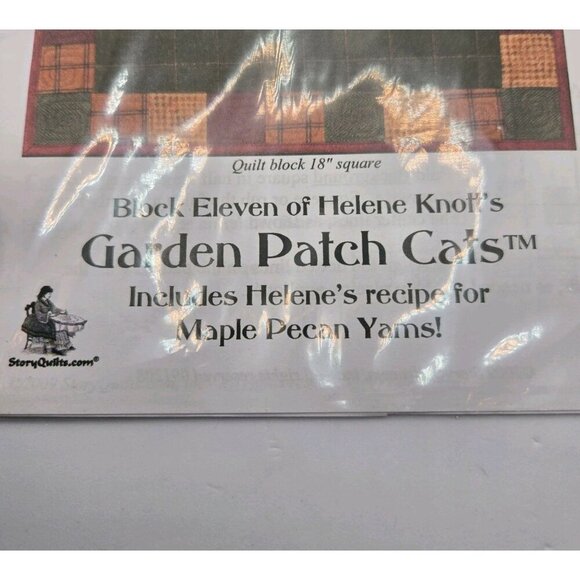 Quilt block 18" square
Block Eleven of Helene Knott's
Garden Patch Cats™
Includes Helene's recipe for
Maple Pecan Yams!
StoryQuilts.com®